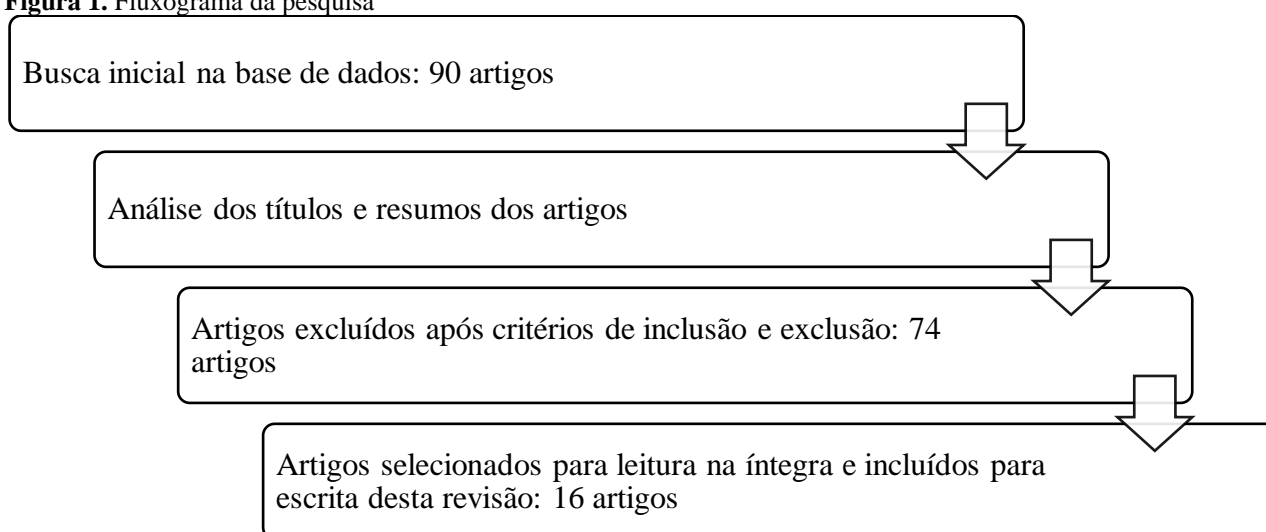 Figura 1. Fluxograma da pesquisa
Busca inicial na base de dados: 90 artigos
Análise dos títulos e resumos dos artigos
Artigos excluídos após critérios de inclusão e exclusão: 74
artigos
Artigos selecionados para leitura na íntegra e incluídos para
escrita desta revisão: 16 artigos